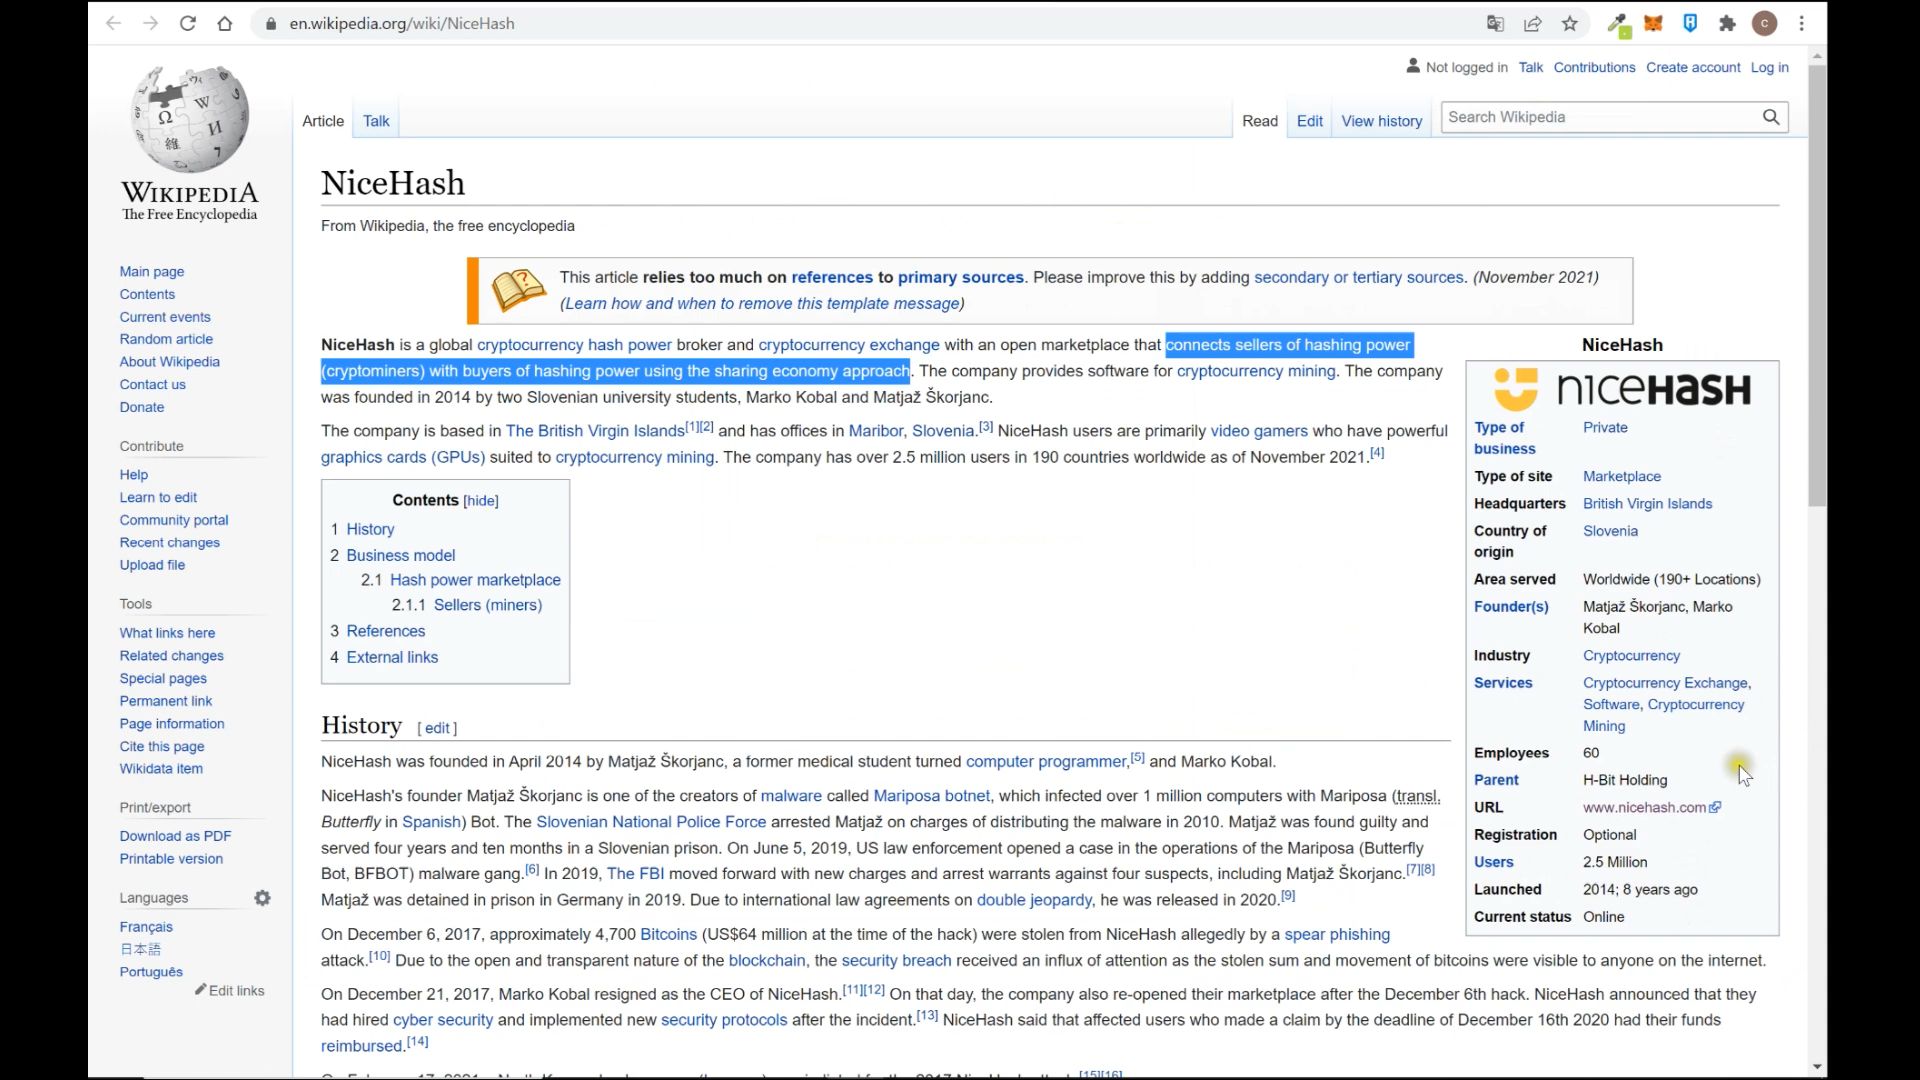 en.wikipedia.org/wiki/NiceHash
C
Not logged in Talk Contributions Create account Log in
Article Talk
Read Edit View history
Search Wikipedia
WIKIPEDIA
The Free Encyclopedia
Main page
Contents
Current events
Random article
About Wikipedia
Contact us
Donate
Contribute
Help
Learn to edit
Community portal
Recent changes
Upload file
Tools
What links here
Related changes
Special pages
Permanent link
Page information
Cite this page
Wikidata item
Print/export
Download as PDF
Printable version
Languages
Français
日本語
Português
Edit links
NiceHash
From Wikipedia, the free encyclopedia
This article relies too much on references to primary sources. Please improve this by adding secondary or tertiary sources. (November 2021)
(Learn how and when to remove this template message)
NiceHash is a global cryptocurrency hash power broker and cryptocurrency exchange with an open marketplace that connects sellers of hashing power
(cryptominers) with buyers of hashing power using the sharing economy approach. The company provides software for cryptocurrency mining. The company
was founded in 2014 by two Slovenian university students, Marko Kobal and Matjaž Škorjanc.
The company is based in The British Virgin Islands[1][2] and has offices in Maribor, Slovenia.[3] NiceHash users are primarily video gamers who have powerful
graphics cards (GPUs) suited to cryptocurrency mining. The company has over 2.5 million users in 190 countries worldwide as of November 2021.[4]
Contents [hide]
1 History
2 Business model
2.1 Hash power marketplace
2.1.1 Sellers (miners)
3 References
4 External links
NiceHash
niceHASH
Type of business Private
Type of site Marketplace
Headquarters British Virgin Islands
Country of origin Slovenia
Area served Worldwide (190+ Locations)
Founder(s) Matjaž Škorjanc, Marko
Kobal
Industry Cryptocurrency
Services Cryptocurrency Exchange,
Software, Cryptocurrency
Mining
Employees 60
Parent H-Bit Holding
URL www.nicehash.com
Registration Optional
Users 2.5 Million
Launched 2014; 8 years ago
Current status Online
History [ edit ]
NiceHash was founded in April 2014 by Matjaž Škorjanc, a former medical student turned computer programmer,[5] and Marko Kobal.
NiceHash's founder Matjaž Škorjanc is one of the creators of malware called Mariposa botnet, which infected over 1 million computers with Mariposa (transl.
Butterfly in Spanish) Bot. The Slovenian National Police Force arrested Matjaž on charges of distributing the malware in 2010. Matjaž was found guilty and
served four years and ten months in a Slovenian prison. On June 5, 2019, US law enforcement opened a case in the operations of the Mariposa (Butterfly
Bot, BFBOT) malware gang.[6] In 2019, The FBI moved forward with new charges and arrest warrants against four suspects, including Matjaž Škorjanc.[7][8]
Matjaž was detained in prison in Germany in 2019. Due to international law agreements on double jeopardy, he was released in 2020.[9]
On December 6, 2017, approximately 4,700 Bitcoins (US$64 million at the time of the hack) were stolen from NiceHash allegedly by a spear phishing
attack.[10] Due to the open and transparent nature of the blockchain, the security breach received an influx of attention as the stolen sum and movement of bitcoins were visible to anyone on the internet.
On December 21, 2017, Marko Kobal resigned as the CEO of NiceHash.[11][12] On that day, the company also re-opened their marketplace after the December 6th hack. NiceHash announced that they
had hired cyber security and implemented new security protocols after the incident.[13] NiceHash said that affected users who made a claim by the deadline of December 16th 2020 had their funds
reimbursed.[14]